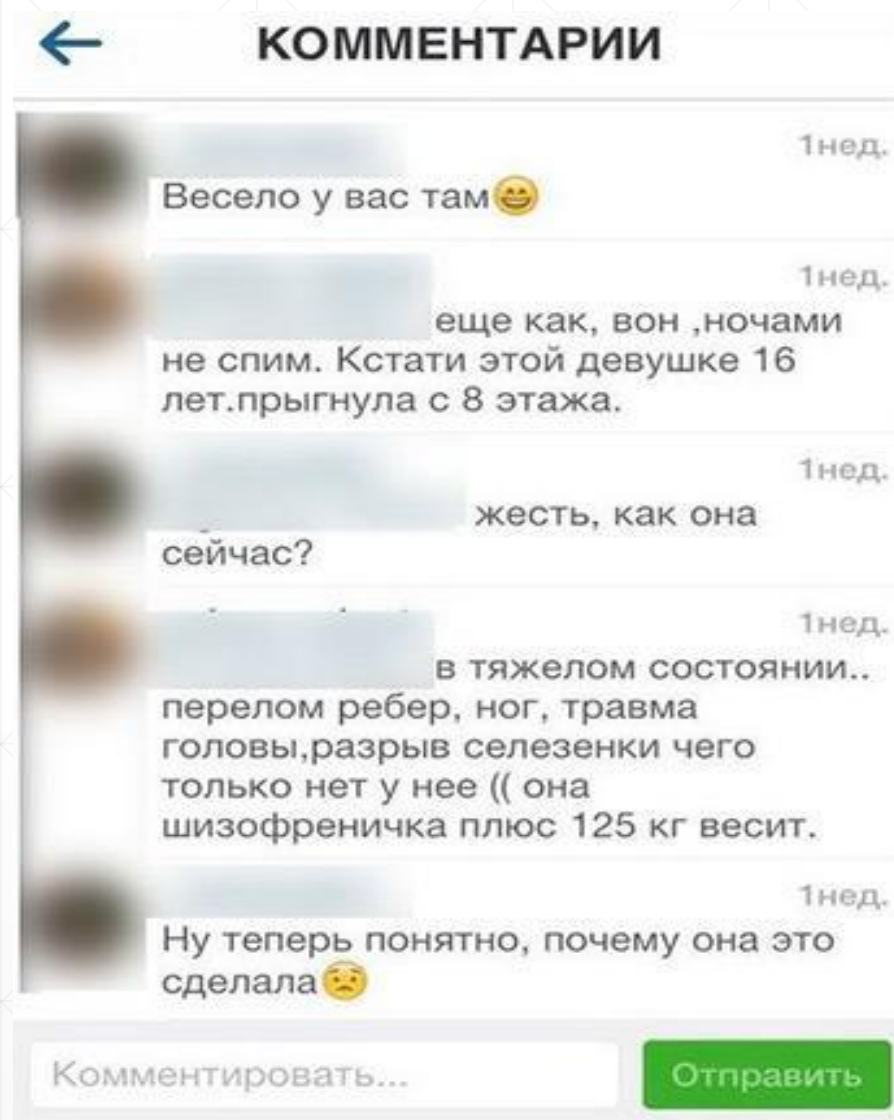 КОММЕНТАРИИ
1нед.
Весело у вас там😄
1нед.
еще как, вон ,ночами
не спим. Кстати этой девушке 16
лет.прыгнула с 8 этажа.
1нед.
жесть, как она
сейчас?
1нед.
в тяжелом состоянии..
перелом ребер, ног, травма
головы,разрыв селезенки чего
только нет у нее (( она
шизофреничка плюс 125 кг весит.
1нед.
Ну теперь понятно, почему она это
сделала😟
Комментировать...
Отправить